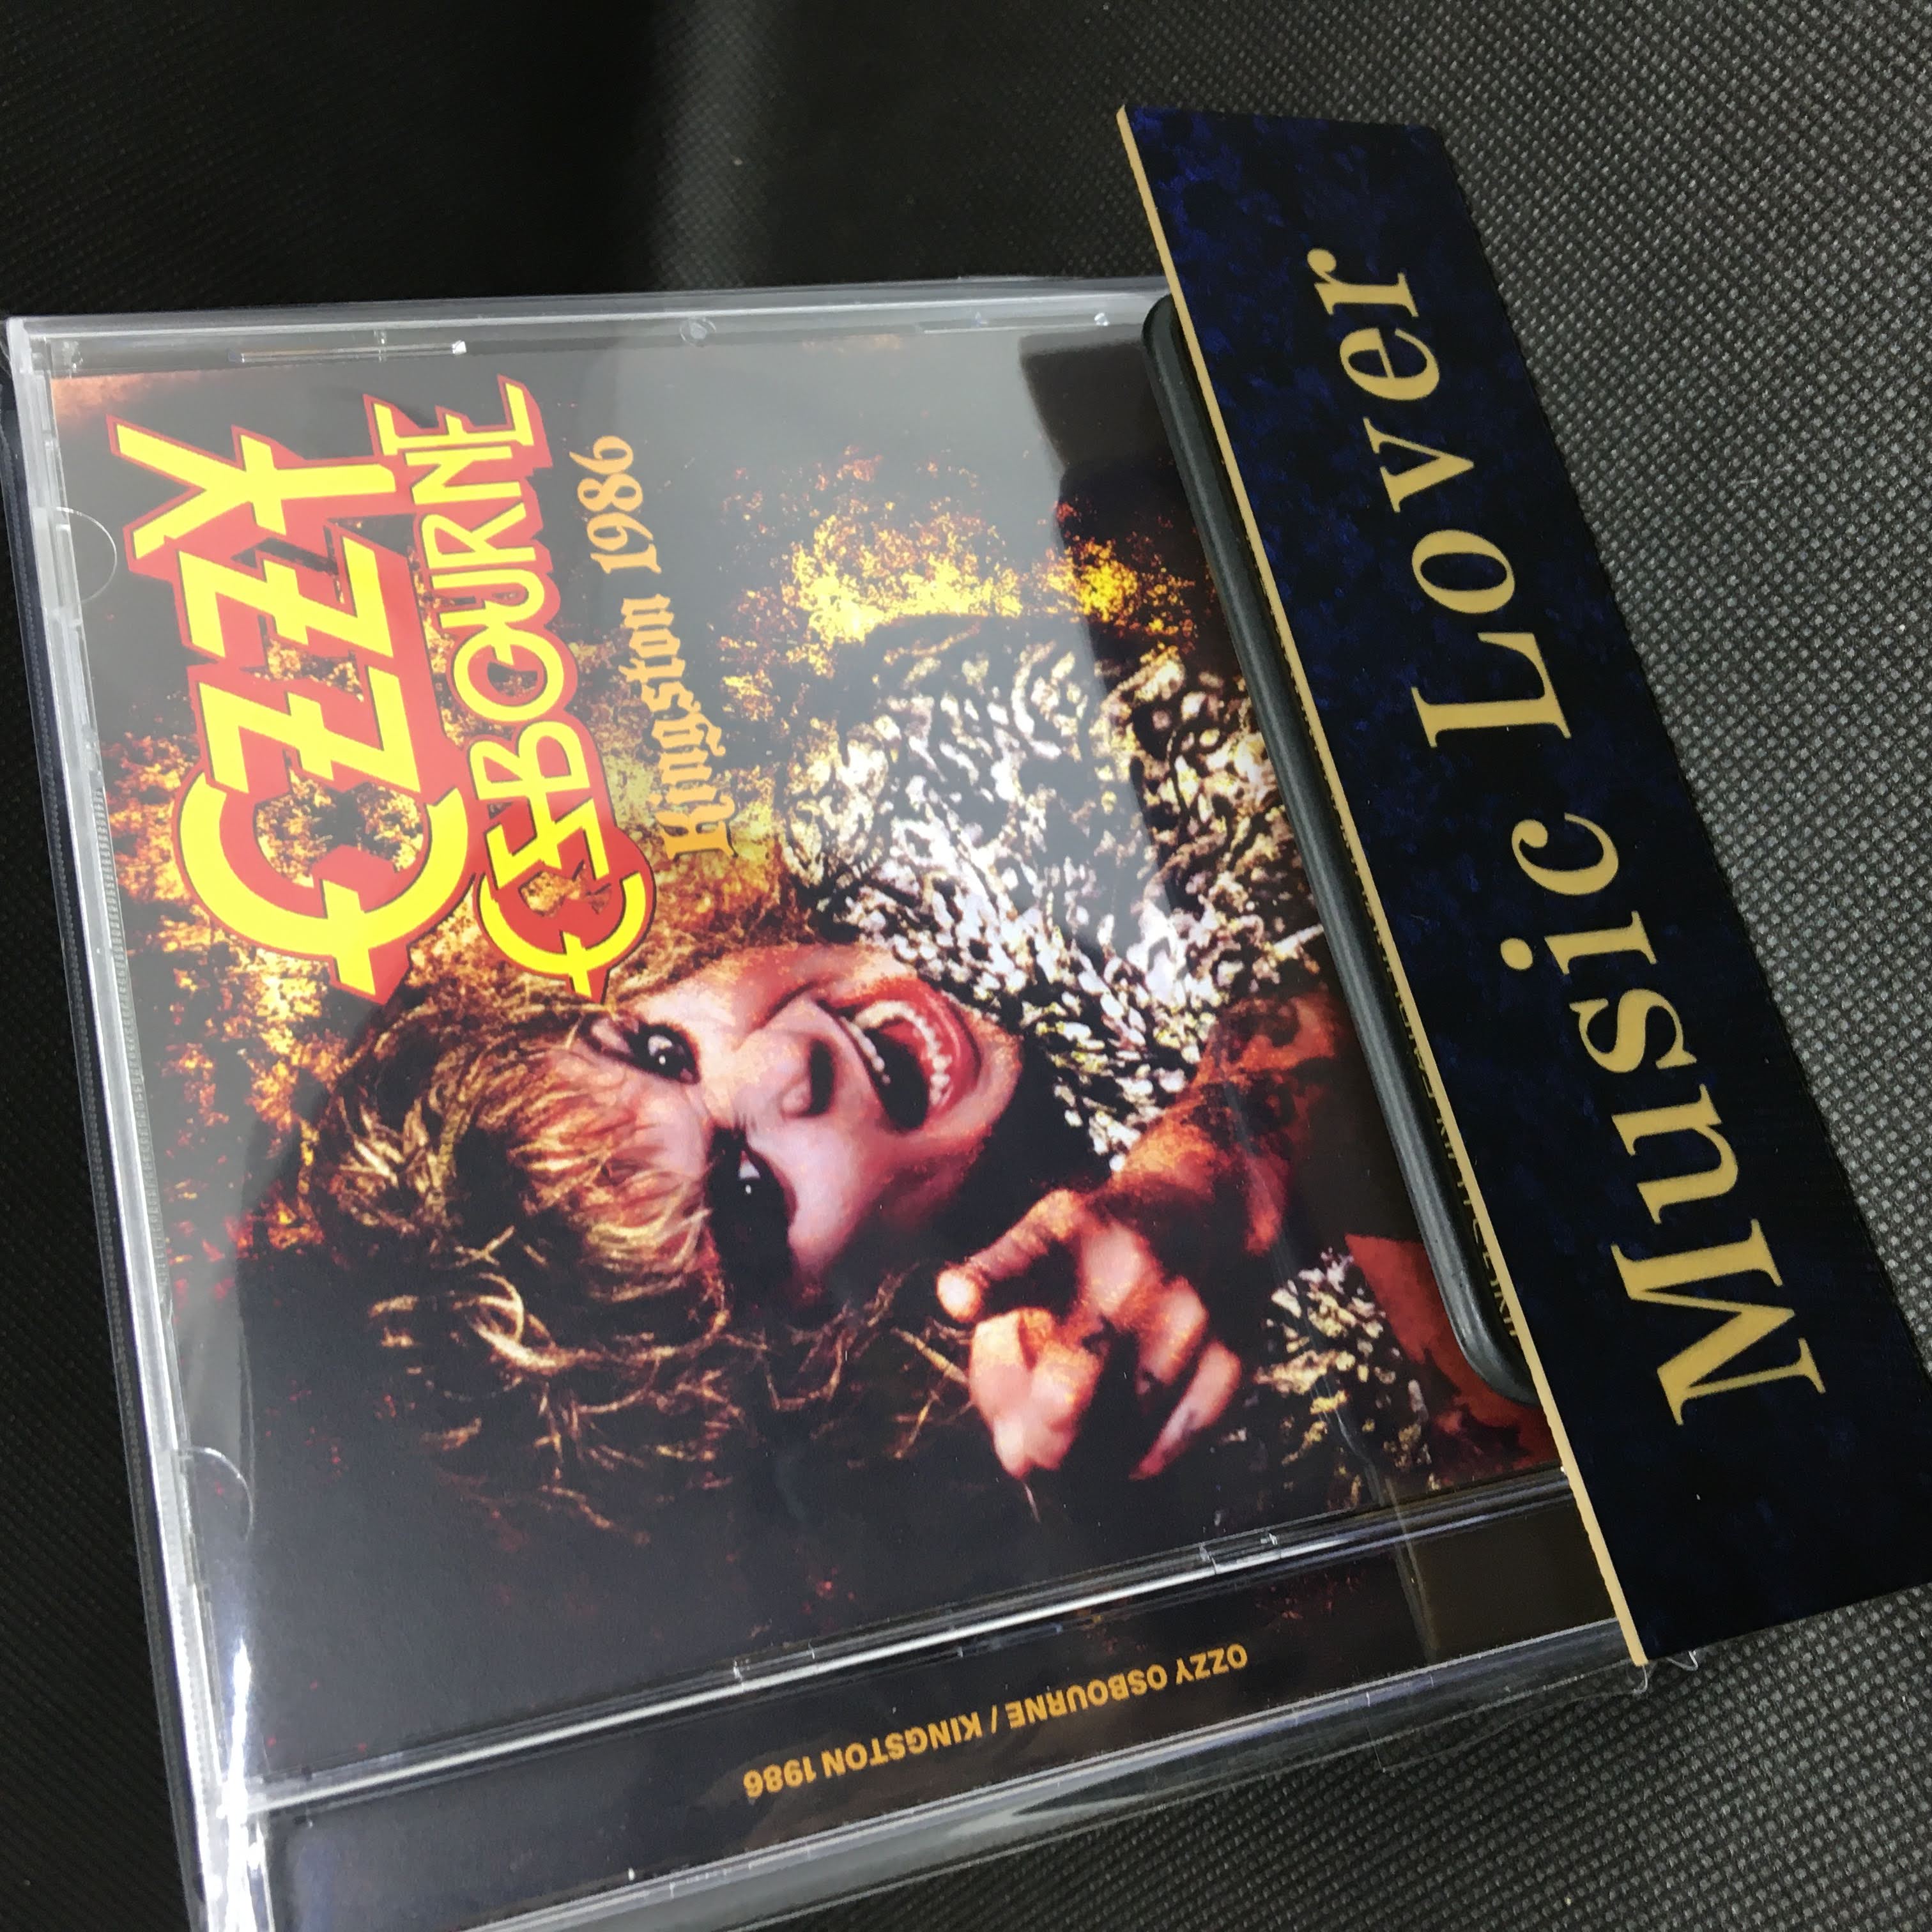 OZZY
OSBOURNE
Kingston 1986
OZZY OSBOURNE / KINGSTON 1986
Music Lover